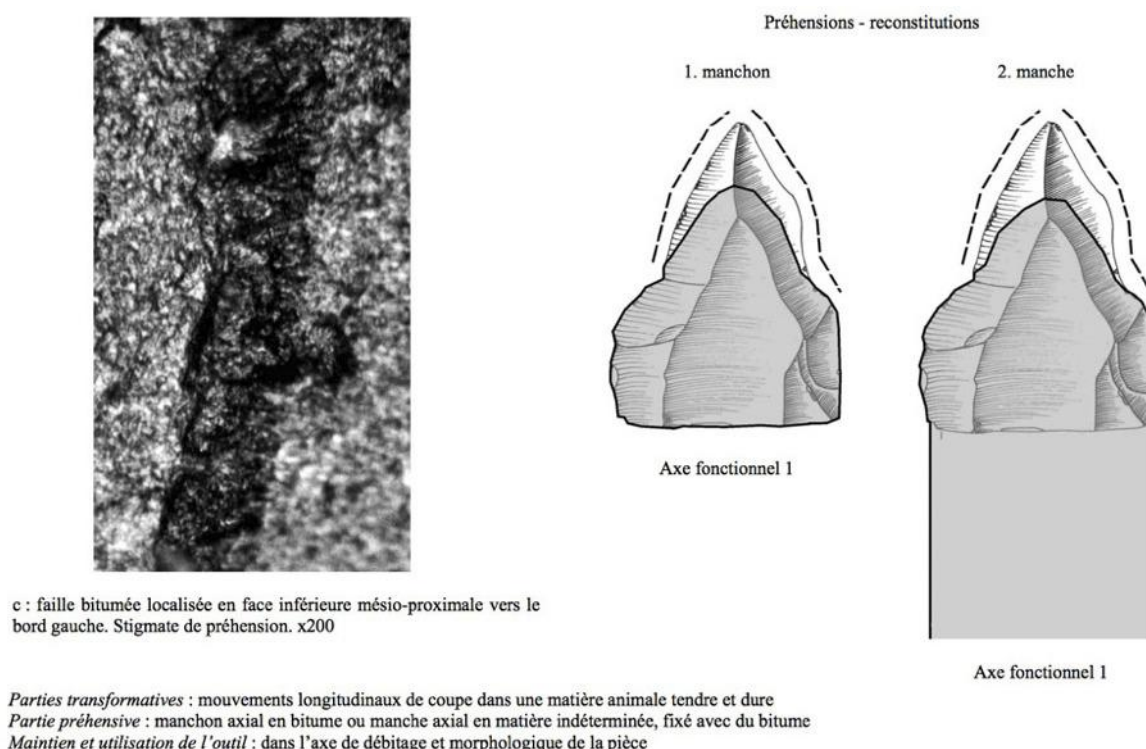 Préhensions - reconstitutions
1. manchon
2. manche
Axe fonctionnel 1
c : faille bitumée localisée en face inférieure mésio-proximale vers le
bord gauche. Stigmate de préhension. x200
Axe fonctionnel 1
Parties transformatives : mouvements longitudinaux de coupe dans une matière animale tendre et dure
Partie préhensive : manchon axial en bitume ou manche axial en matière indéterminée, fixé avec du bitume
Maintien et utilisation de l'outil : dans l'axe de débitage et morphologique de la pièce